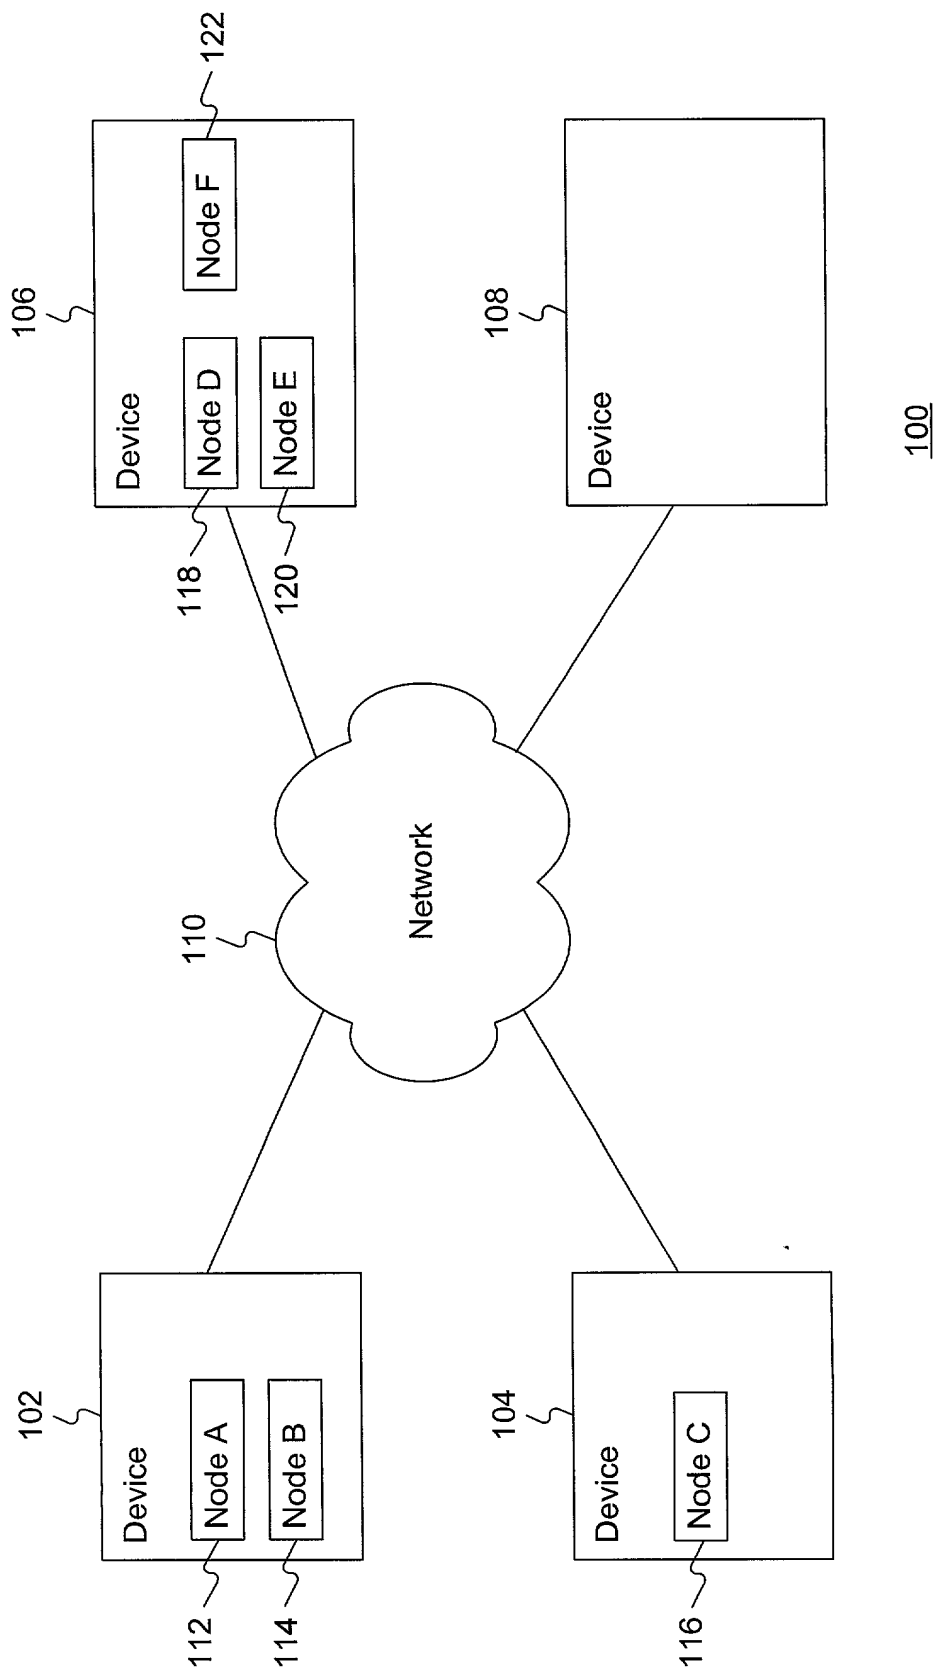 102
Device
112
Node A
114
Node B
104
Device
116
Node C
110
Network
106
Device
118
Node D
120
Node E
122
Node F
108
Device
100